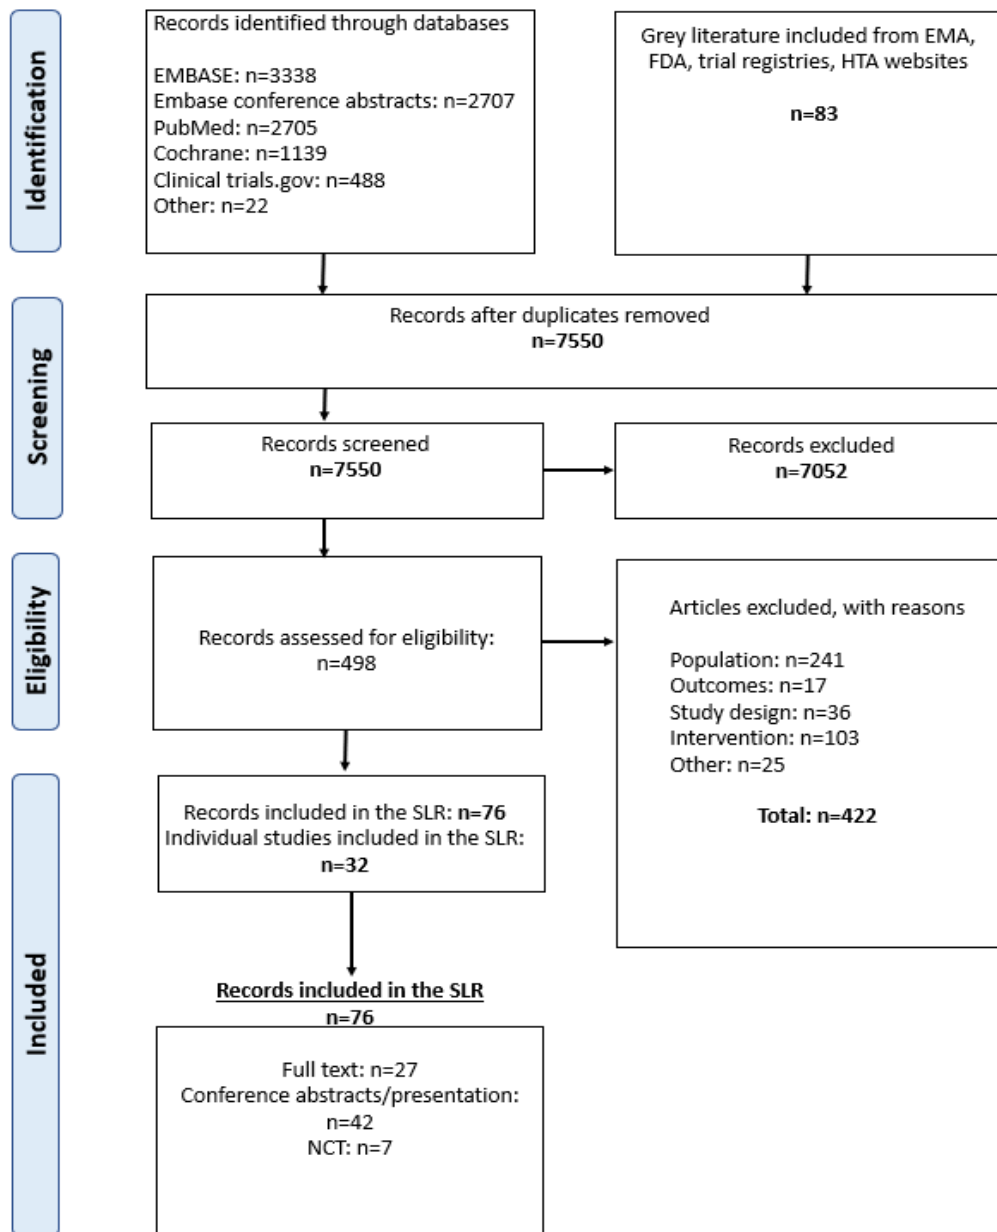 Identification
Records identified through databases
EMBASE: n=3338
Embase conference abstracts: n=2707
PubMed: n=2705
Cochrane: n=1139
Clinical trials.gov: n=488
Other: n=22
Grey literature included from EMA,
FDA, trial registries, HTA websites
n=83
Screening
Records after duplicates removed
n=7550
Records screened
n=7550
Records excluded
n=7052
Eligibility
Records assessed for eligibility:
n=498
Articles excluded, with reasons
Population: n=241
Outcomes: n=17
Study design: n=36
Intervention: n=103
Other: n=25
Total: n=422
Included
Records included in the SLR: n=76
Individual studies included in the SLR:
n=32
Records included in the SLR
n=76
Full text: n=27
Conference abstracts/presentation:
n=42
NCT: n=7